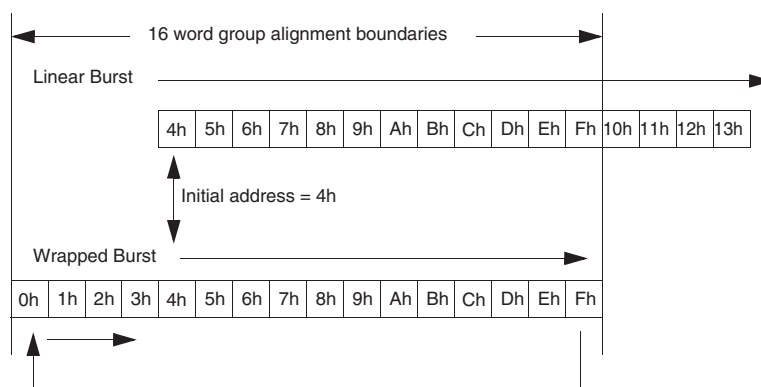 16 word group alignment boundaries
Linear Burst
4h 5h 6h 7h 8h 9h Ah Bh Ch Dh Eh Fh 10h 11h 12h 13h
Initial address = 4h
Wrapped Burst
0h 1h 2h 3h 4h 5h 6h 7h 8h 9h Ah Bh Ch Dh Eh Fh